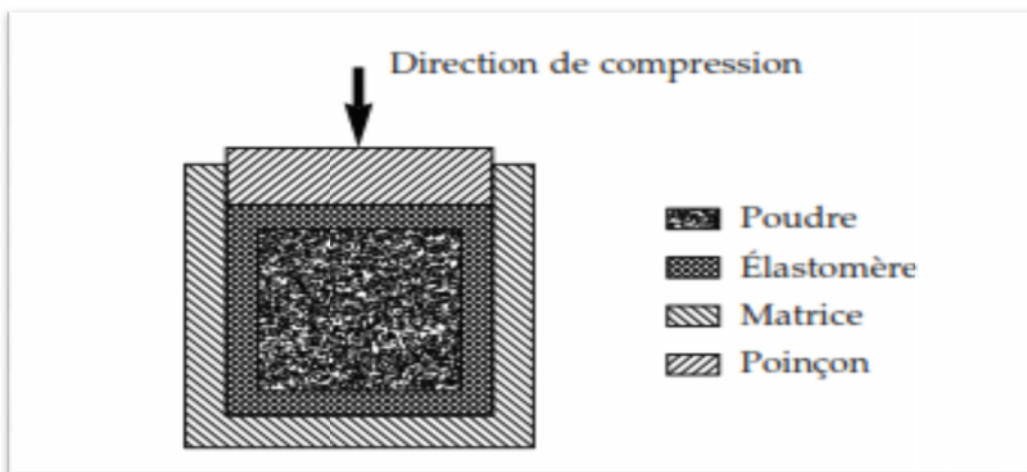 Direction de compression
Poudre
Élastomère
Matrice
Poinçon